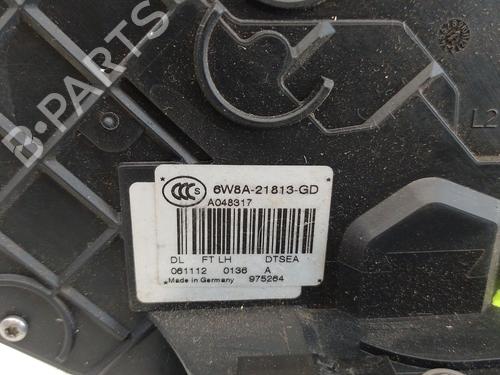 B-PARTS
CCC S 6W8A-21813-GD
A048317
DL FT LH DTSEA
061112 0136 A
Made in Germany 975264
L2